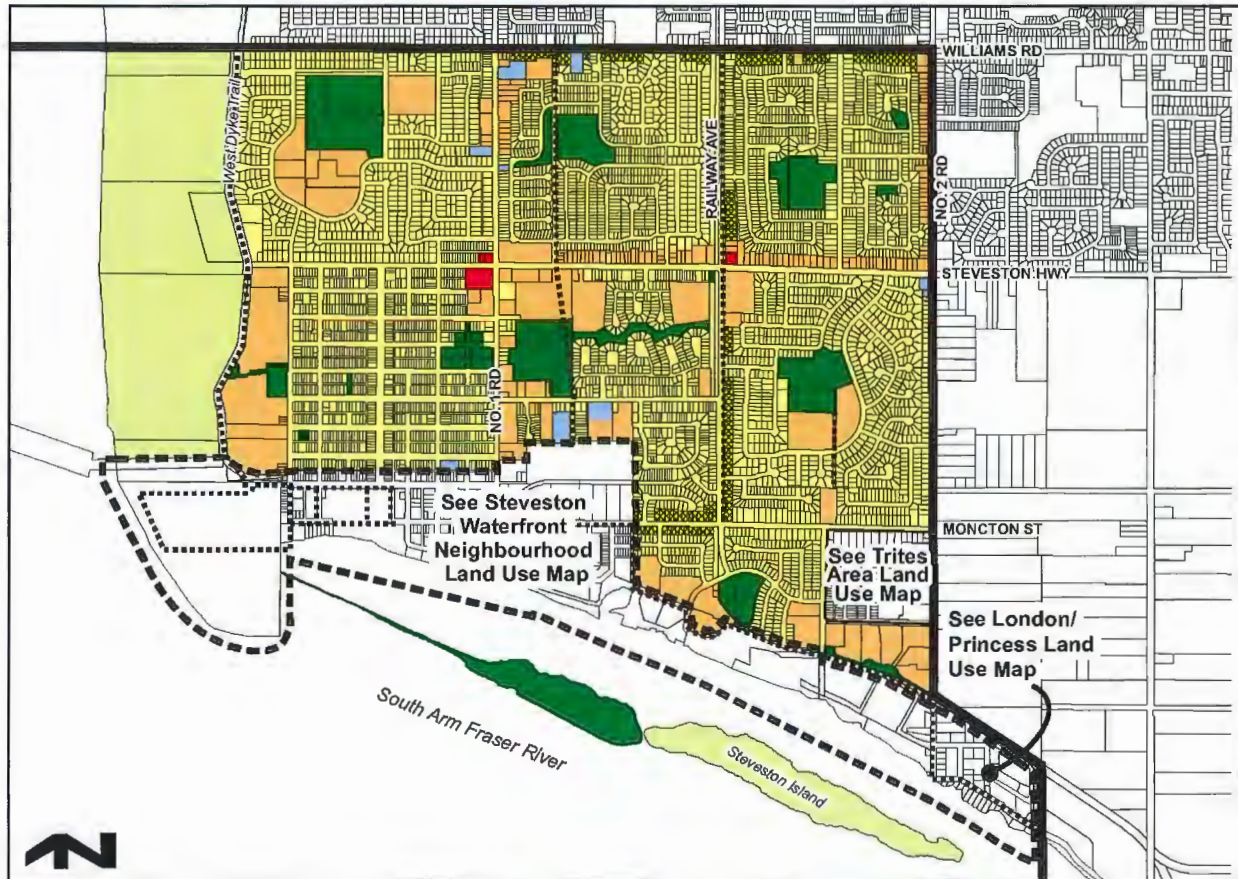 WILLIAMS RD
West Dyke Trail
RAILWAY AVE
NO. 2 RD
STEVESTON HWY
NO. 1 RD
See Steveston
Waterfront
Neighbourhood
Land Use Map
MONCTON ST
See Trites
Area Land
Use Map
See London/
Princess Land
Use Map
South Arm Fraser River
Steveston Island